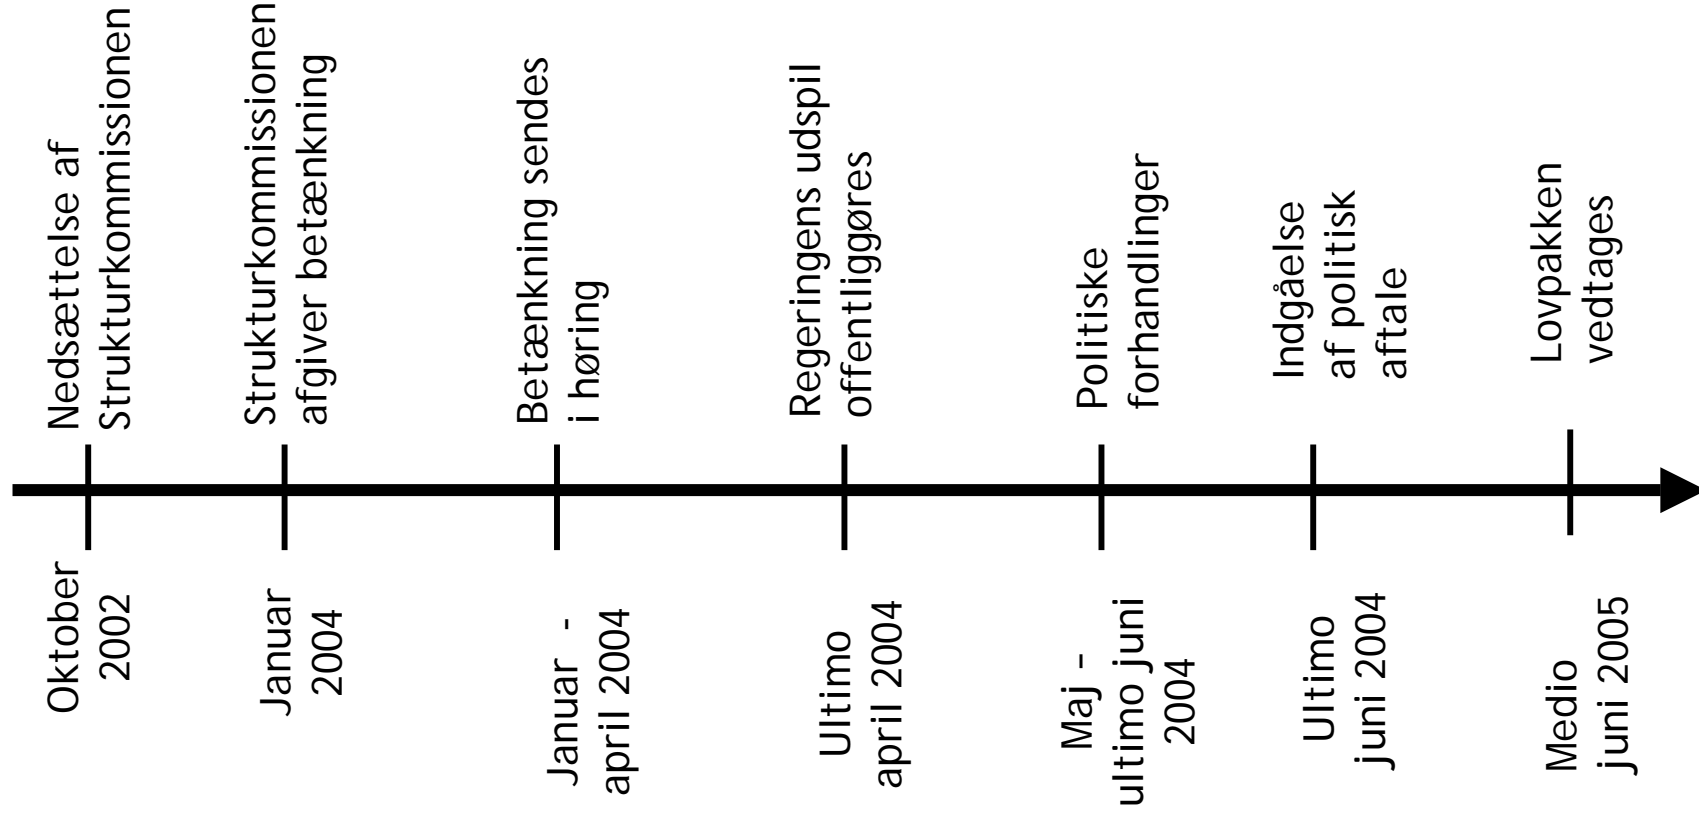 Nedsættelse af
Strukturkommissionen
Oktober
2002
Strukturkommissionen
afgiver betænkning
Januar
2004
Betænkning sendes
i høring
Januar -
april 2004
Regeringens udspil
offentliggøres
Ultimo
april 2004
Politiske
forhandlinger
Maj –
ultimo juni
2004
Indgåelse
af politisk
aftale
Ultimo
juni 2004
Lovpakken
vedtages
Medio
juni 2005